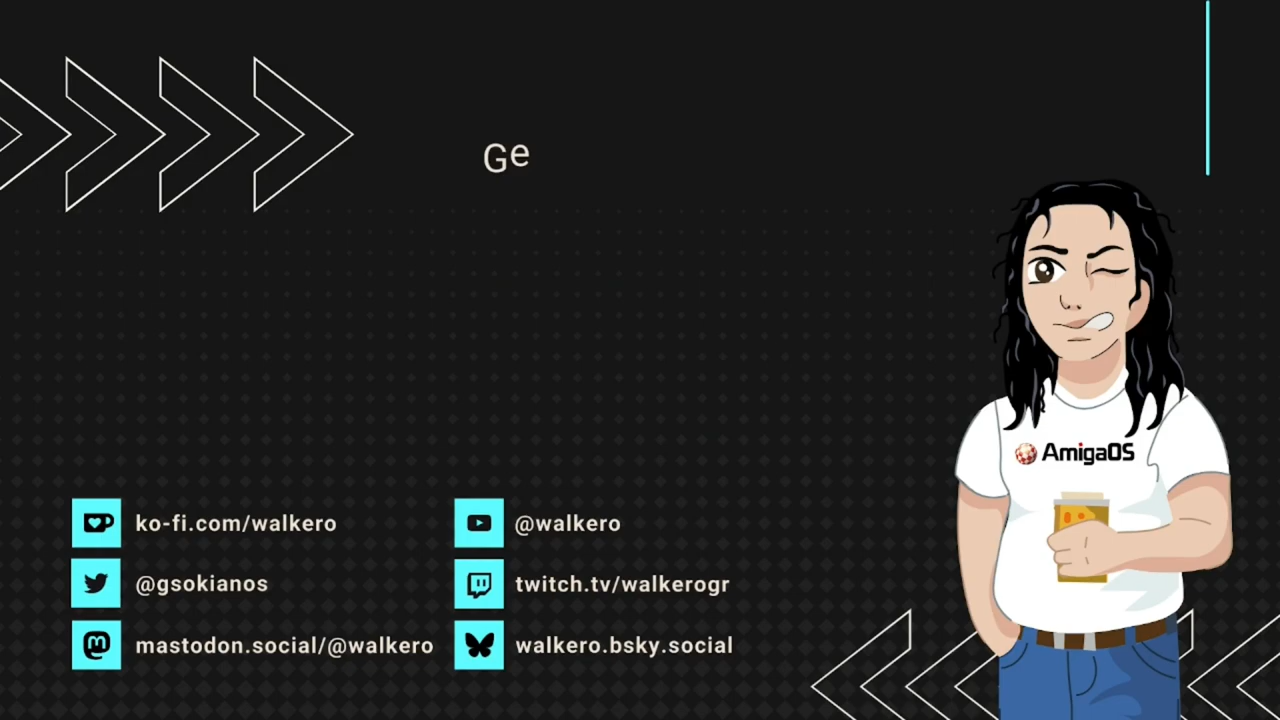 Ge
AmigaOS
ko-fi.com/walkero
@walkero
@gsokianos
twitch.tv/walkerogr
mastodon.social/@walkero
walkero.bsky.social